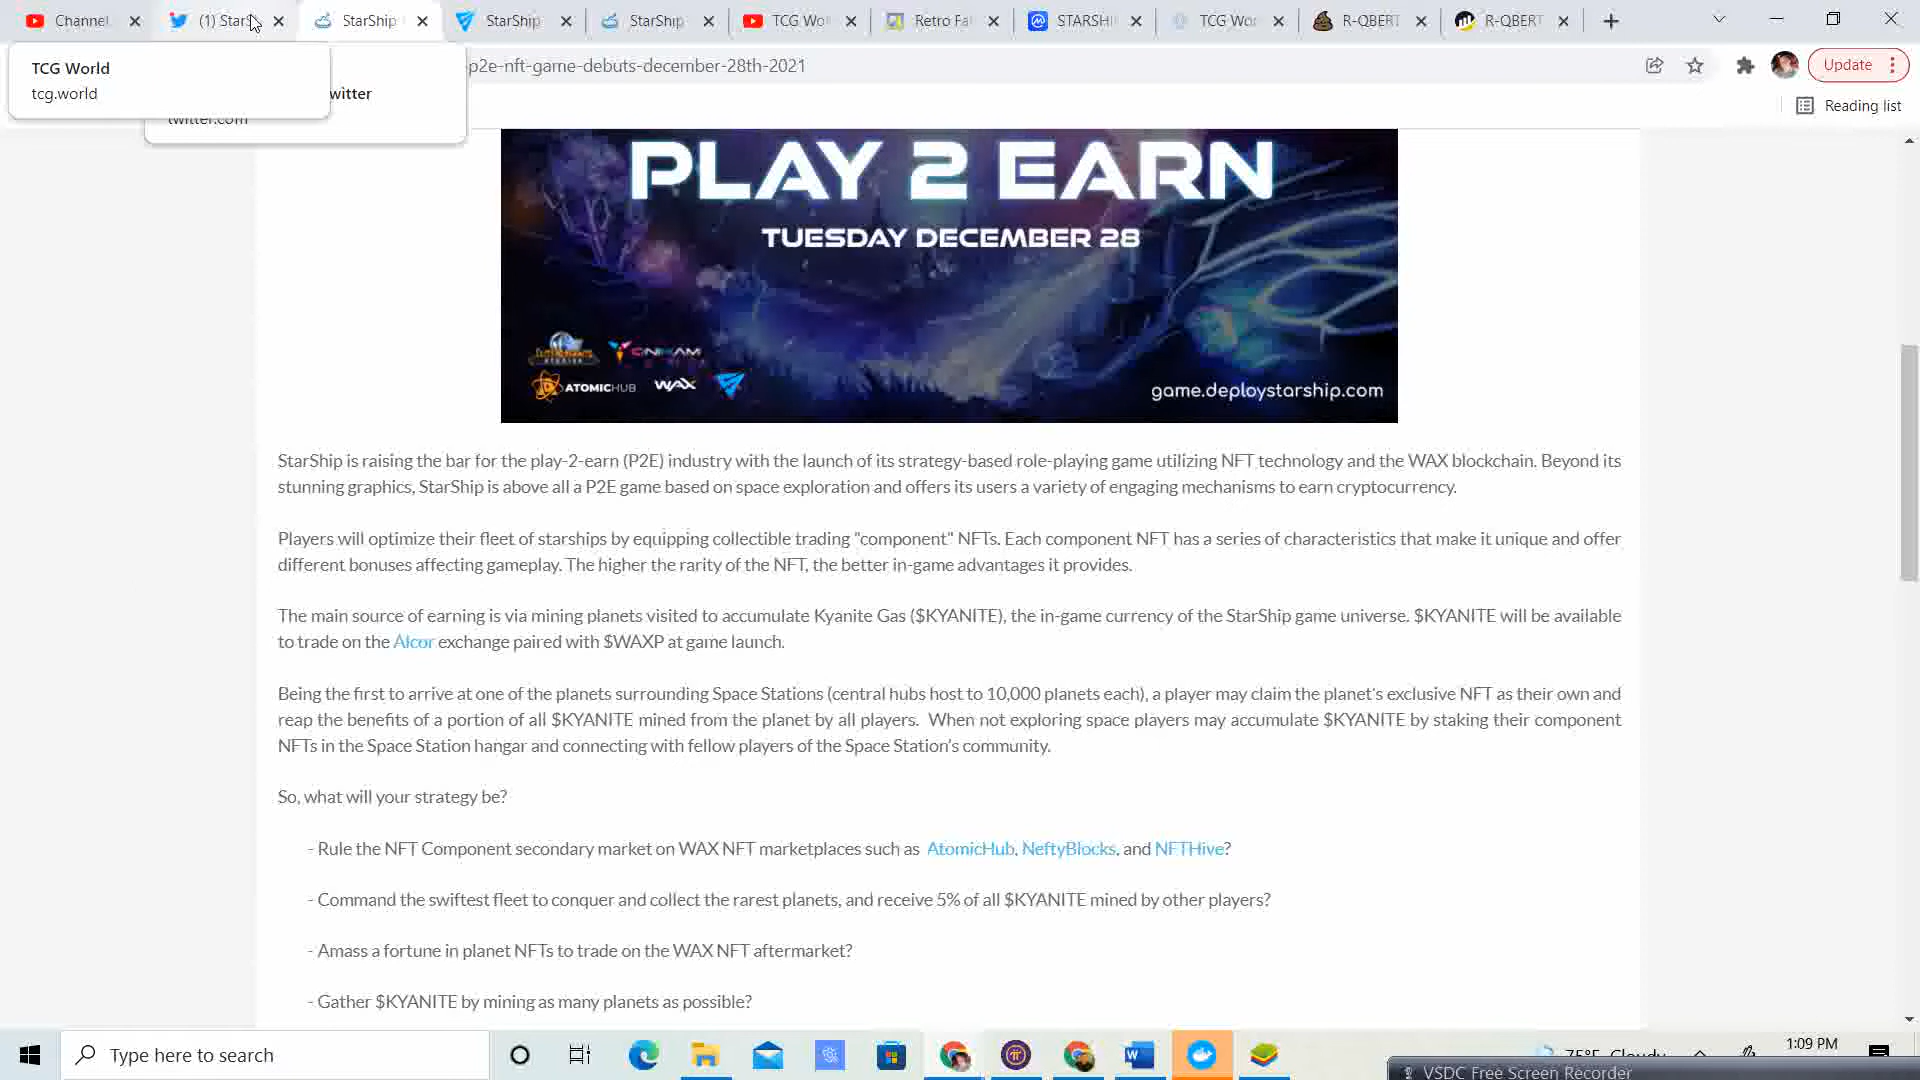 Channel
(1) StarS
StarShip
StarShip
StarShip
TCG Wor
Retro Fa
STARSHI
TCG Wor
R-QBERT
R-QBERT
TCG World
tcg.world
witter
twitter.com
p2e-nft-game-debuts-december-28th-2021
Update
Reading list
PLAY 2 EARN
TUESDAY DECEMBER 28
ATOMICHUB
WAX
game.deploystarship.com
StarShip is raising the bar for the play-2-earn (P2E) industry with the launch of its strategy-based role-playing game utilizing NFT technology and the WAX blockchain. Beyond its
stunning graphics, StarShip is above all a P2E game based on space exploration and offers its users a variety of engaging mechanisms to earn cryptocurrency.
Players will optimize their fleet of starships by equipping collectible trading "component" NFTs. Each component NFT has a series of characteristics that make it unique and offer
different bonuses affecting gameplay. The higher the rarity of the NFT, the better in-game advantages it provides.
The main source of earning is via mining planets visited to accumulate Kyanite Gas ($KYANITE), the in-game currency of the StarShip game universe. $KYANITE will be available
to trade on the Alcor exchange paired with $WAXP at game launch.
Being the first to arrive at one of the planets surrounding Space Stations (central hubs host to 10,000 planets each), a player may claim the planet's exclusive NFT as their own and
reap the benefits of a portion of all $KYANITE mined from the planet by all players. When not exploring space players may accumulate $KYANITE by staking their component
NFTs in the Space Station hangar and connecting with fellow players of the Space Station's community.
So, what will your strategy be?
- Rule the NFT Component secondary market on WAX NFT marketplaces such as AtomicHub, NeftyBlocks, and NFTHive?
- Command the swiftest fleet to conquer and collect the rarest planets, and receive 5% of all $KYANITE mined by other players?
- Amass a fortune in planet NFTs to trade on the WAX NFT aftermarket?
- Gather $KYANITE by mining as many planets as possible?
Type here to search
75°F Cloudy
1:09 PM
VSDC Free Screen Recorder